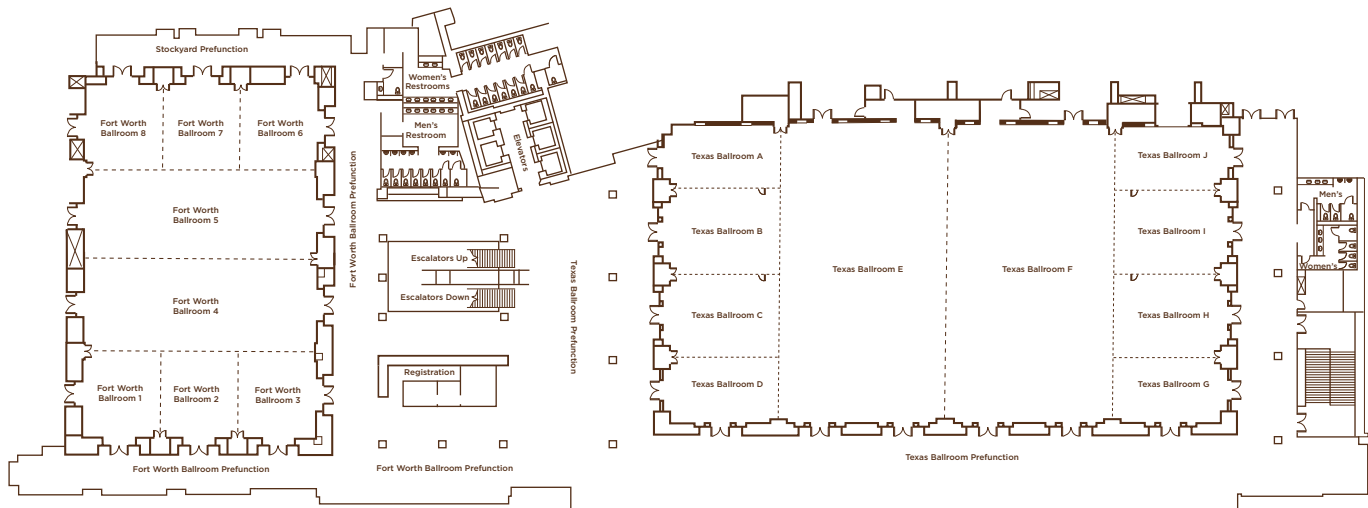 Stockyard Prefunction
Women's
Restrooms
Men's
Restroom
Elevators
Fort Worth
Ballroom 8
Fort Worth
Ballroom 7
Fort Worth
Ballroom 6
Fort Worth Ballroom Prefunction
Fort Worth
Ballroom 5
Fort Worth
Ballroom 4
Fort Worth
Ballroom 1
Fort Worth
Ballroom 2
Fort Worth
Ballroom 3
Fort Worth Ballroom Prefunction
Escalators Up
Escalators Down
Registration
Fort Worth Ballroom Prefunction
Texas Ballroom Prefunction
Texas Ballroom A
Texas Ballroom B
Texas Ballroom C
Texas Ballroom D
Texas Ballroom E
Texas Ballroom F
Texas Ballroom J
Texas Ballroom I
Texas Ballroom H
Texas Ballroom G
Men's
Women's
Texas Ballroom Prefunction